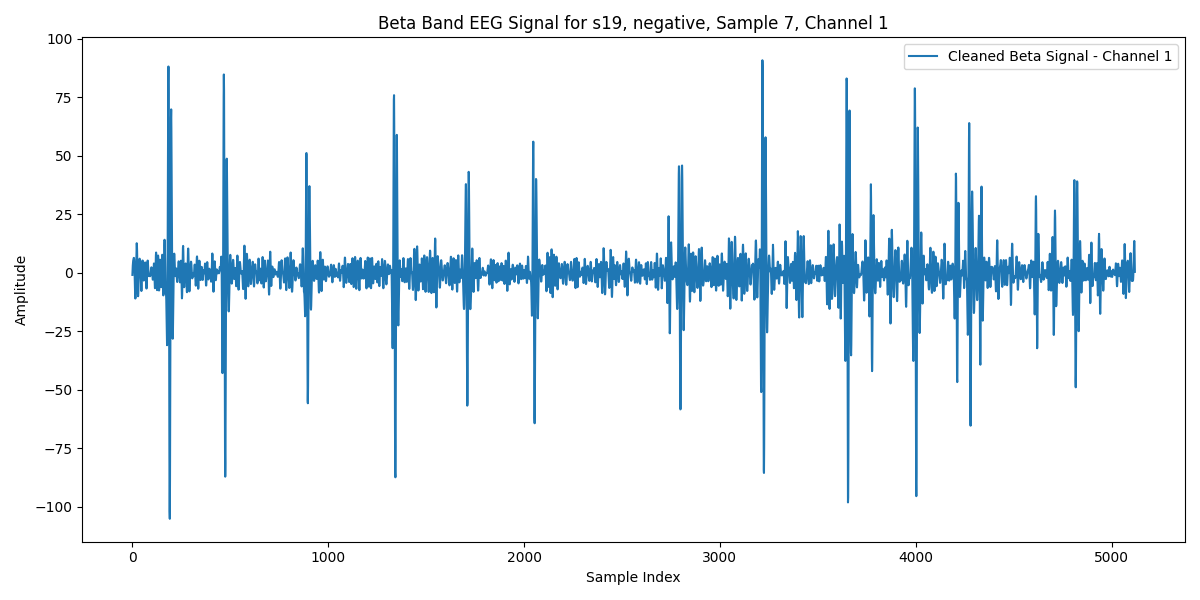 Beta Band EEG Signal for s19, negative, Sample 7, Channel 1
Cleaned Beta Signal - Channel 1
Amplitude
100
75
50
25
0
−25
−50
−75
−100
0 1000 2000 3000 4000 5000
Sample Index